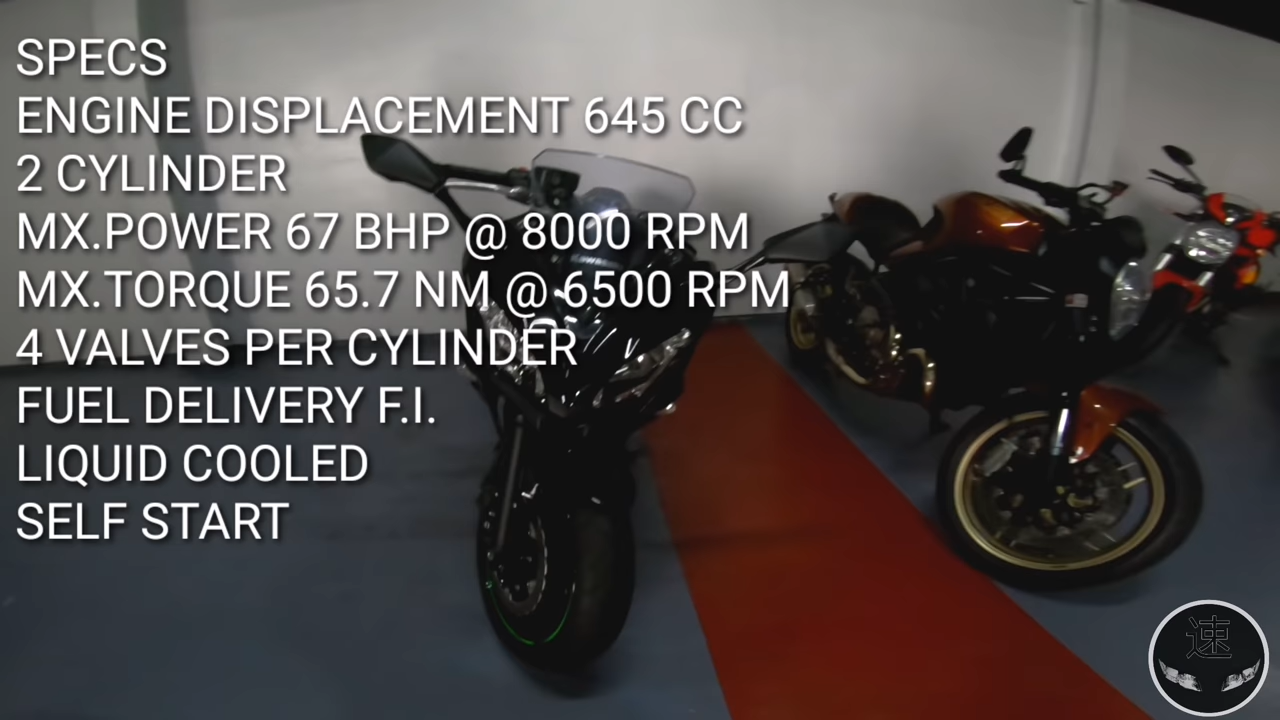 SPECS
ENGINE DISPLACEMENT 645 CC
2 CYLINDER
MX.POWER 67 BHP @ 8000 RPM
MX.TORQUE 65.7 NM @ 6500 RPM
4 VALVES PER CYLINDER
FUEL DELIVERY F.I.
LIQUID COOLED
SELF START
速